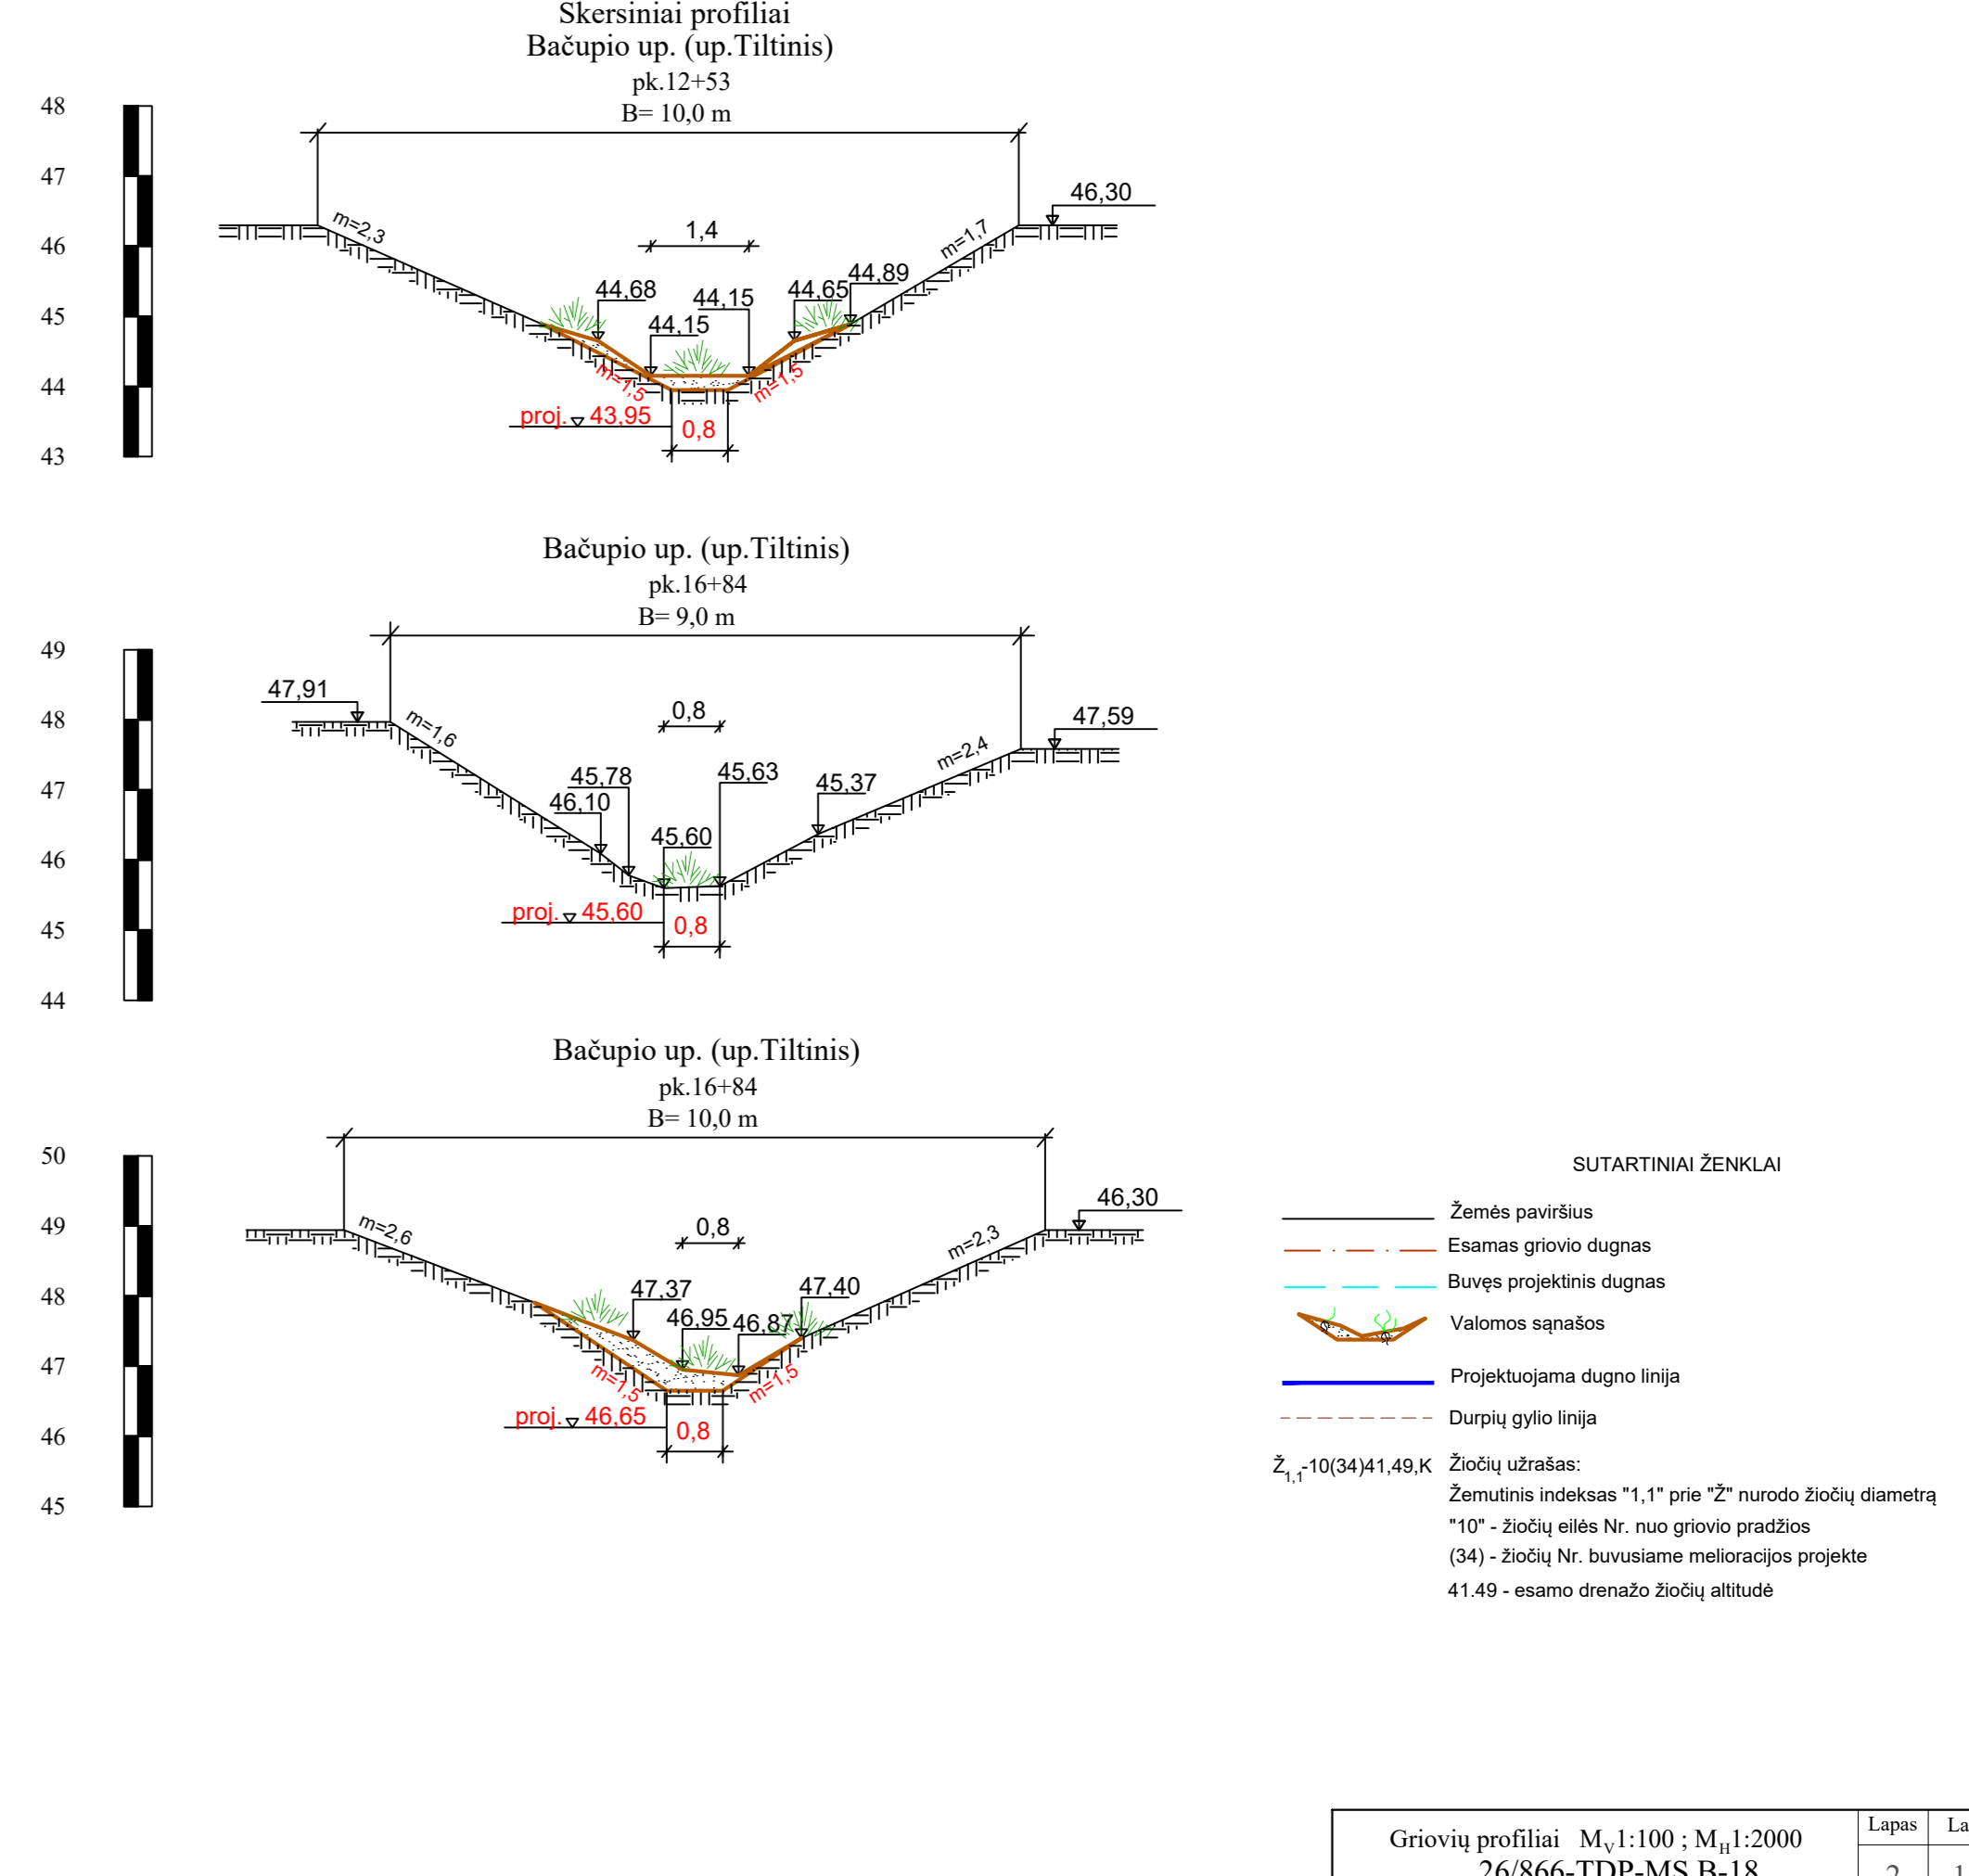 Skersiniai profiliai
Bačupio up. (up.Tiltinis)
pk.12+53
B= 10,0 m
48
47
46
45
44
43
m=2,3
1,4
m=1,7
46,30
44,68
44,15
44,15
44,65
44,89
m=1,5
m=1,5
proj. 43,95
0,8
Bačupio up. (up.Tiltinis)
pk.16+84
B= 9,0 m
49
48
47
46
45
44
47,91
m=1,6
0,8
m=2,4
47,59
45,78
46,10
45,60
45,63
45,37
proj. 45,60
0,8
Bačupio up. (up.Tiltinis)
pk.16+84
B= 10,0 m
50
49
48
47
46
45
m=2,6
0,8
m=2,3
46,30
47,37
46,95
46,87
47,40
m=1,5
m=1,5
proj. 46,65
0,8
SUTARTINIAI ŽENKLAI
Žemės paviršius
Esamas griovio dugnas
Buvęs projektinis dugnas
Valomos sąnašos
Projektuojama dugno linija
Durpių gylio linija
Ž1,1-10(34)41,49,K Žiočių užrašas:
Žemutinis indeksas "1,1" prie "Ž" nurodo žiočių diametrą
"10" - žiočių eilės Nr. nuo griovio pradžios
(34) - žiočių Nr. buvusiame melioracijos projekte
41.49 - esamo drenažo žiočių altitudė
Griovių profiliai MV1:100 ; MH1:2000
26/866-TDP-MS.B-18
Lapas
La
2
1